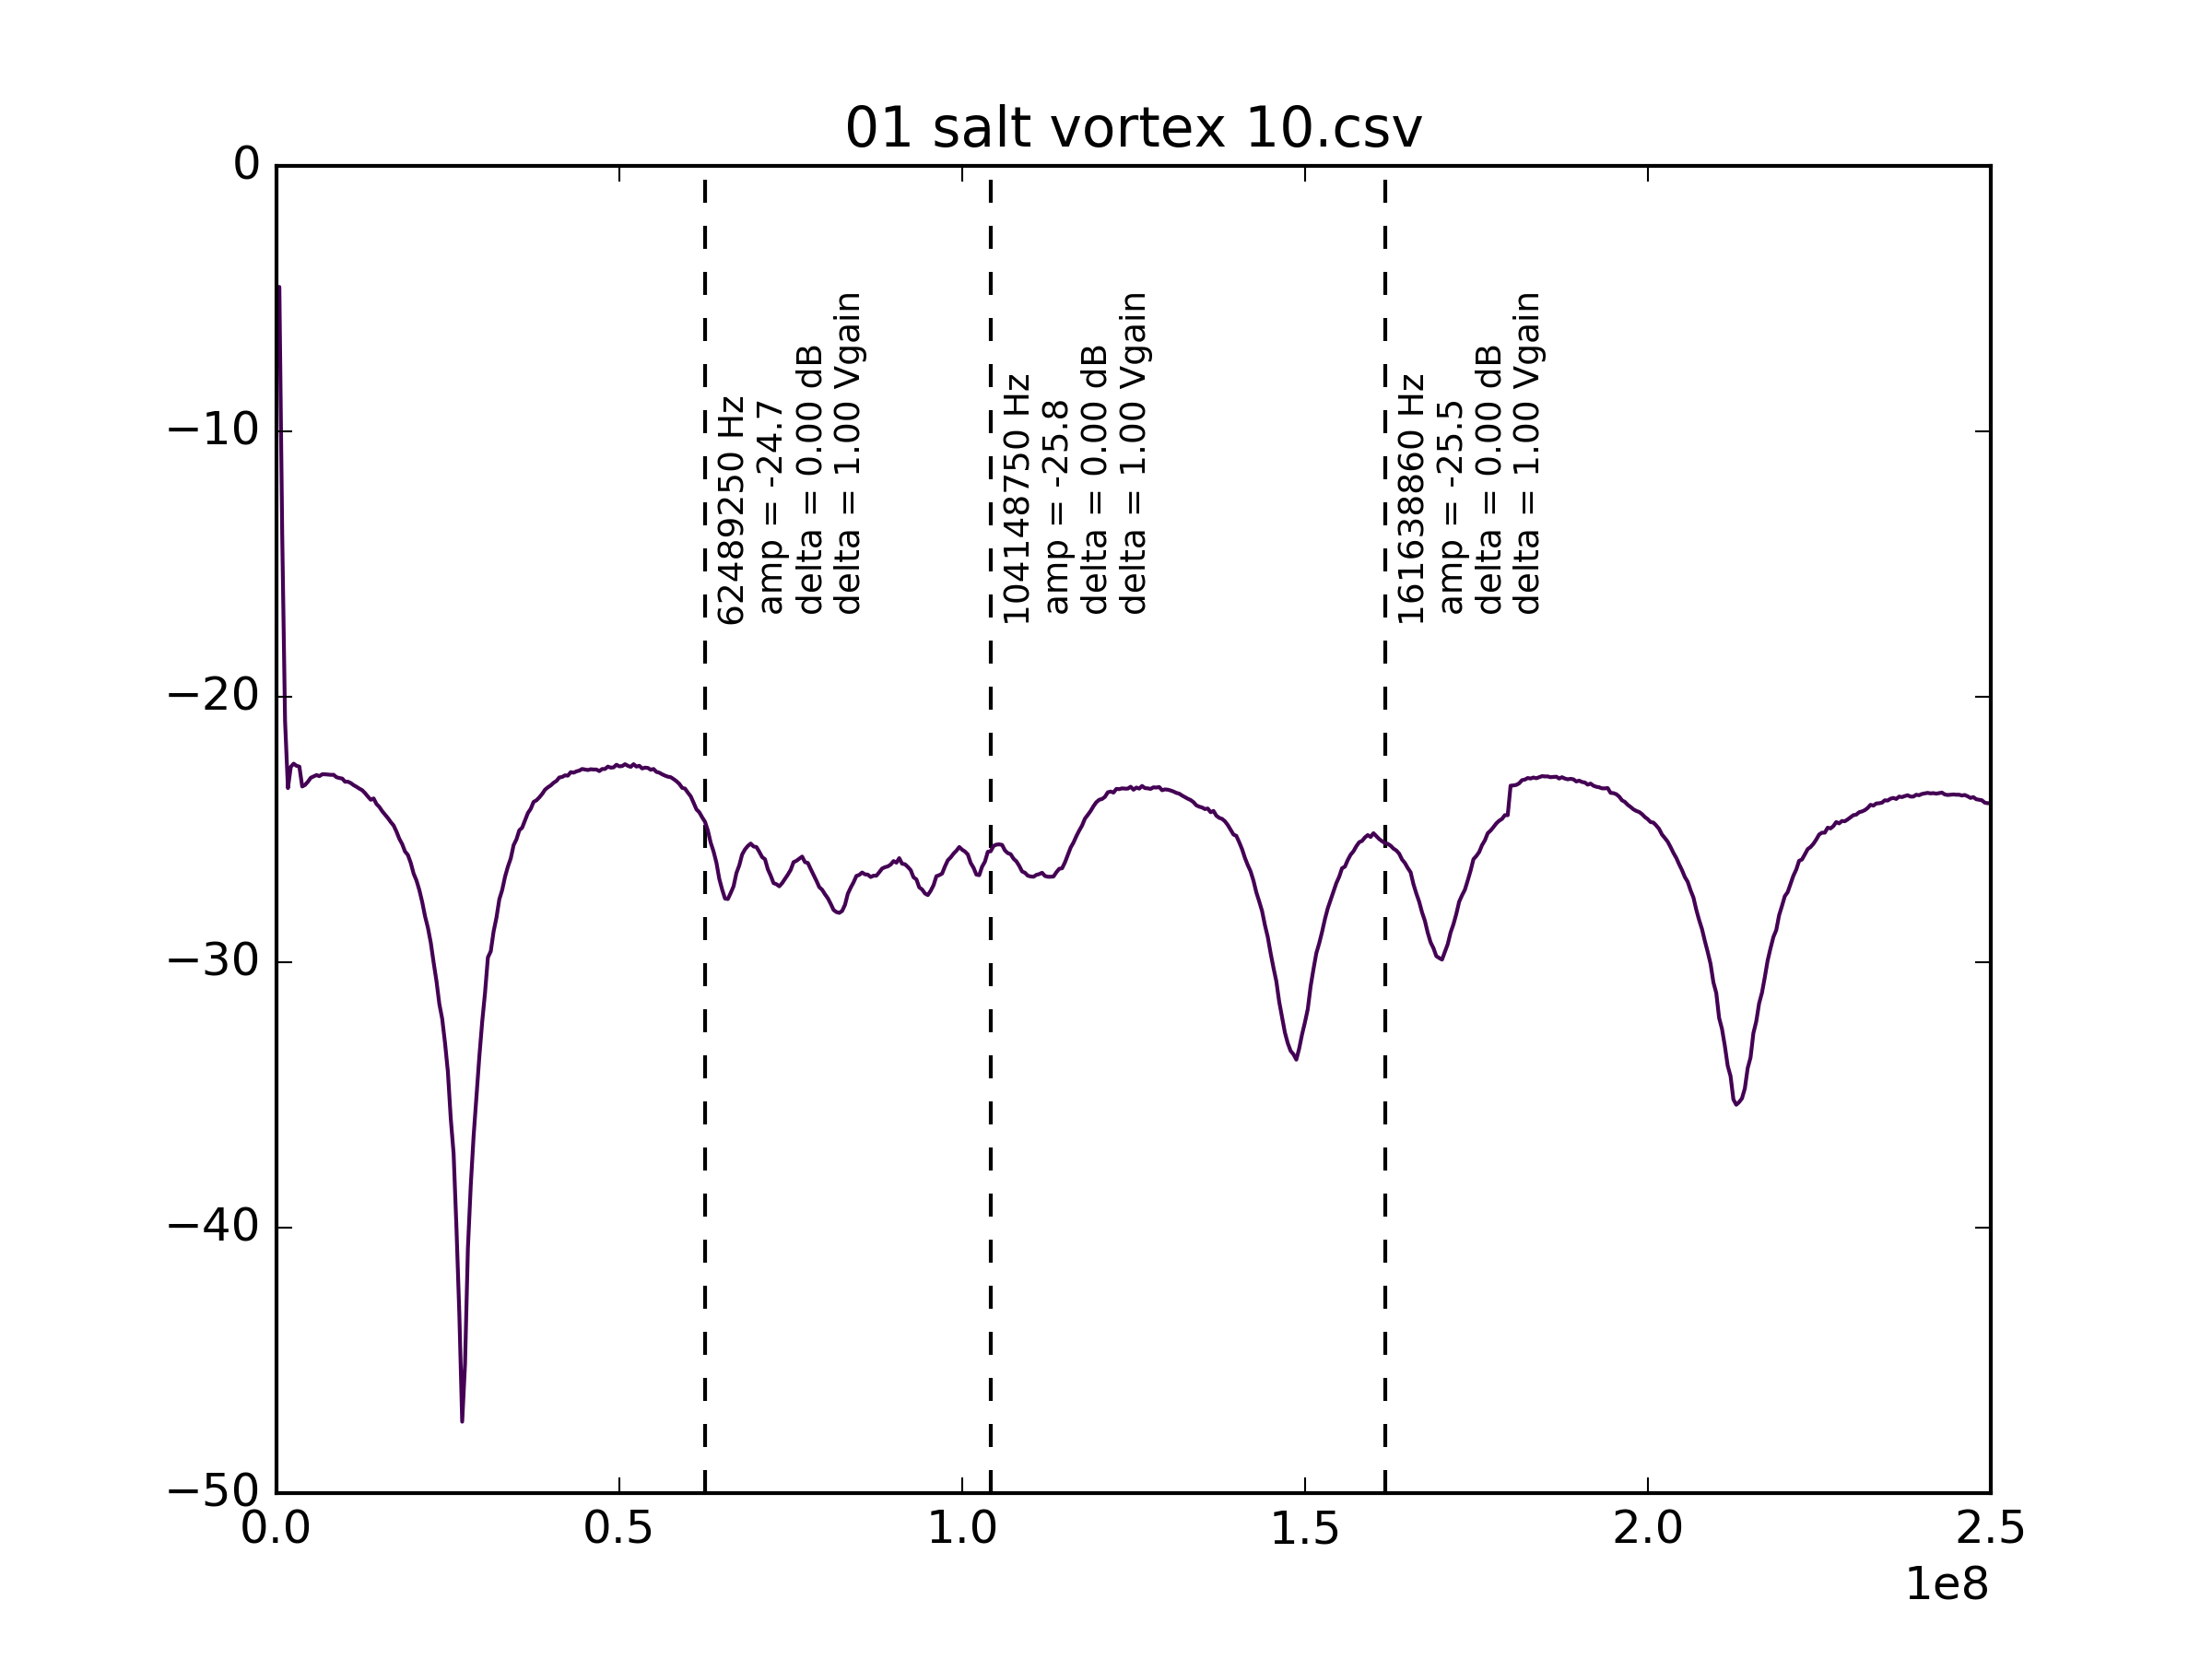 01 salt vortex 10.csv
0
−10
−20
−30
−40
−50
62489250 Hz
amp = -24.7
delta = 0.000 dB
delta = 1.00 Vgain
104148750 Hz
amp = -25.8
delta = 0.000 dB
delta = 1.00 Vgain
161638860 Hz
amp = -25.5
delta = 0.000 dB
delta = 1.00 Vgain
0.0 0.5 1.0 1.5 2.0 2.5
1e8